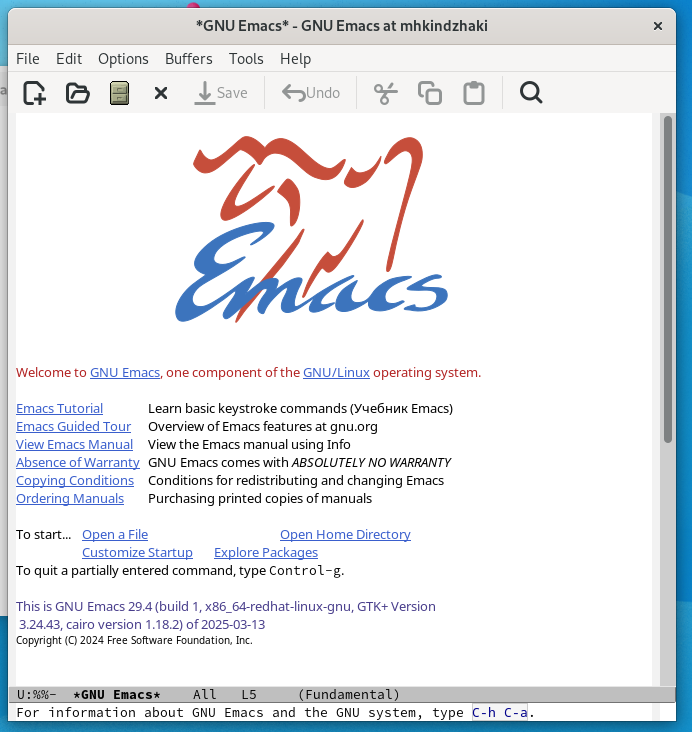 *GNU Emacs* - GNU Emacs at mhkindzhaki
File Edit Options Buffers Tools Help
Save Undo
Emacs
Welcome to GNU Emacs, one component of the GNU/Linux operating system.
Emacs Tutorial Learn basic keystroke commands (Учебник Emacs)
Emacs Guided Tour Overview of Emacs features at gnu.org
View Emacs Manual View the Emacs manual using Info
Absence of Warranty GNU Emacs comes with ABSOLUTELY NO WARRANTY
Copying Conditions Conditions for redistributing and changing Emacs
Ordering Manuals Purchasing printed copies of manuals
To start... Open a File Open Home Directory
Customize Startup Explore Packages
To quit a partially entered command, type Control-g.
This is GNU Emacs 29.4 (build 1, x86_64-redhat-linux-gnu, GTK+ Version
3.24.43, cairo version 1.18.2) of 2025-03-13
Copyright (C) 2024 Free Software Foundation, Inc.
U:%%- *GNU Emacs* All L5 (Fundamental)
For information about GNU Emacs and the GNU system, type C-h C-a.